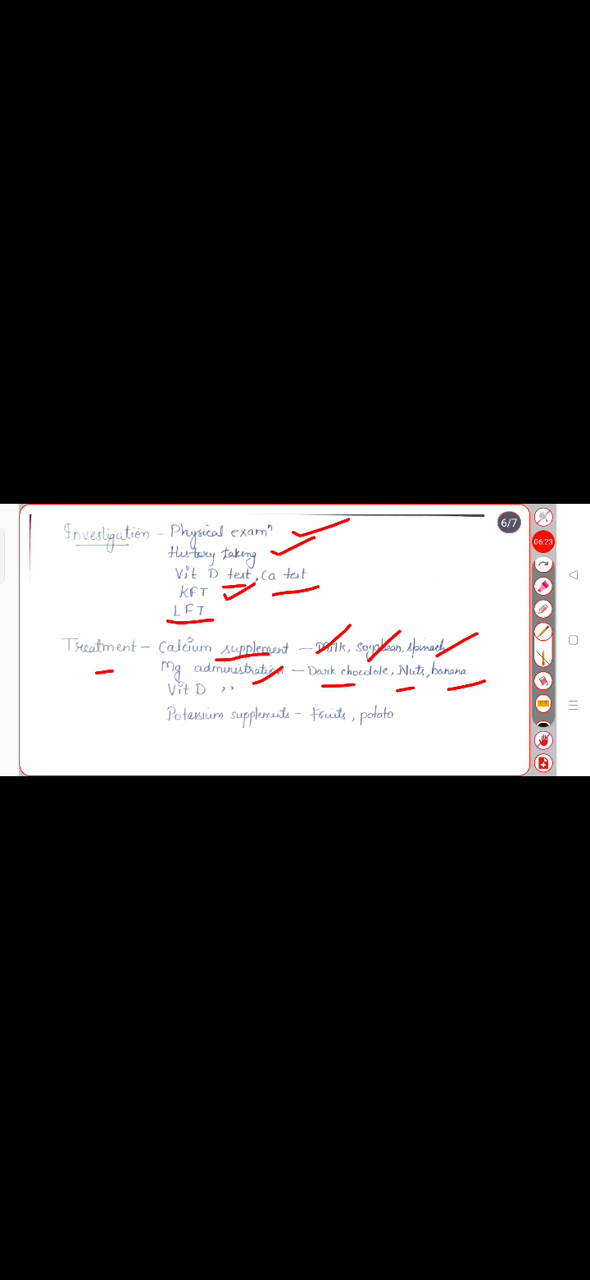 6/7
Investigation - Physical examⁿ
History taking
06:23
Vit D test, Ca test
KFT
LFT
Treatment - Calcium supplement - Milk, Soyabean, spinach
Mg administration - Dark chocolate, Nuts, banana
Vit D ,,
Potassium supplements - Fruits, potato